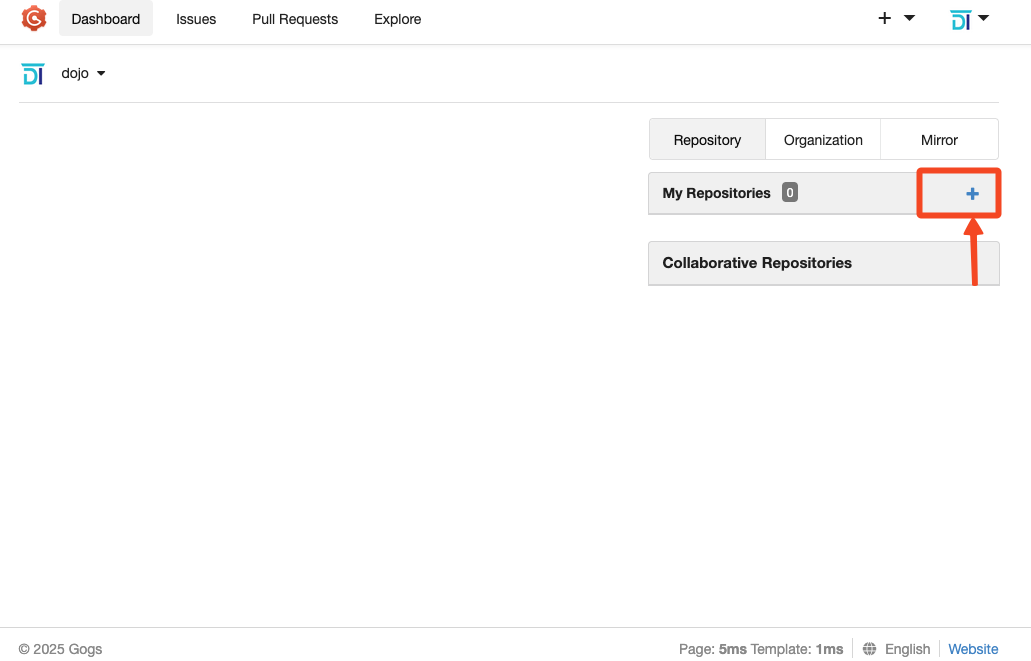 Dashboard Issues Pull Requests Explore +
DI dojo
Repository Organization Mirror
My Repositories 0 +
Collaborative Repositories
© 2025 Gogs Page: 5ms Template: 1ms English Website